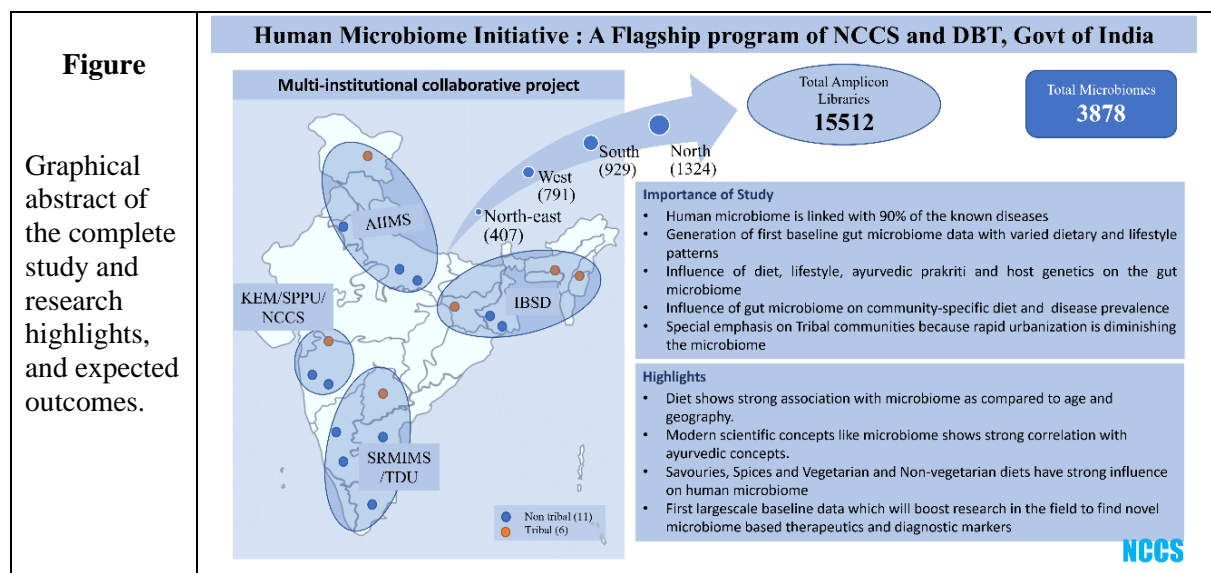 Figure
Graphical
abstract of
the complete
study and
research
highlights,
and expected
outcomes.
Human Microbiome Initiative : A Flagship program of NCCS and DBT, Govt of India
Multi-institutional collaborative project
Total Amplicon
Libraries
15512
Total Microbiomes
3878
North
(1324)
South
(929)
West
(791)
North-east
(407)
AIIMS
IBSD
KEM/SPPU/
NCCS
SRMIMS
/TDU
Non tribal (11)
Tribal (6)
Importance of Study
• Human microbiome is linked with 90% of the known diseases
• Generation of first baseline gut microbiome data with varied dietary and lifestyle
patterns
• Influence of diet, lifestyle, ayurvedic prakriti and host genetics on the gut
microbiome
• Influence of gut microbiome on community-specific diet and disease prevalence
• Special emphasis on Tribal communities because rapid urbanization is diminishing
the microbiome
Highlights
• Diet shows strong association with microbiome as compared to age and
geography.
• Modern scientific concepts like microbiome shows strong correlation with
ayurvedic concepts.
• Savouries, Spices and Vegetarian and Non-vegetarian diets have strong influence
on human microbiome
• First largescale baseline data which will boost research in the field to find novel
microbiome based therapeutics and diagnostic markers
NCCS